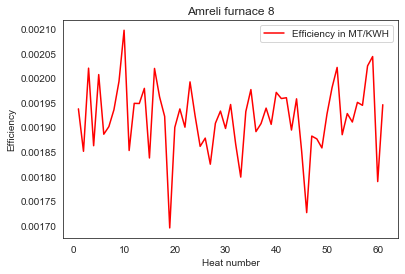 Amreli furnace 8
Efficiency in MT/KWH
0.00210
0.00205
0.00200
0.00195
0.00190
0.00185
0.00180
0.00175
0.00170
Efficiency
0 10 20 30 40 50 60
Heat number